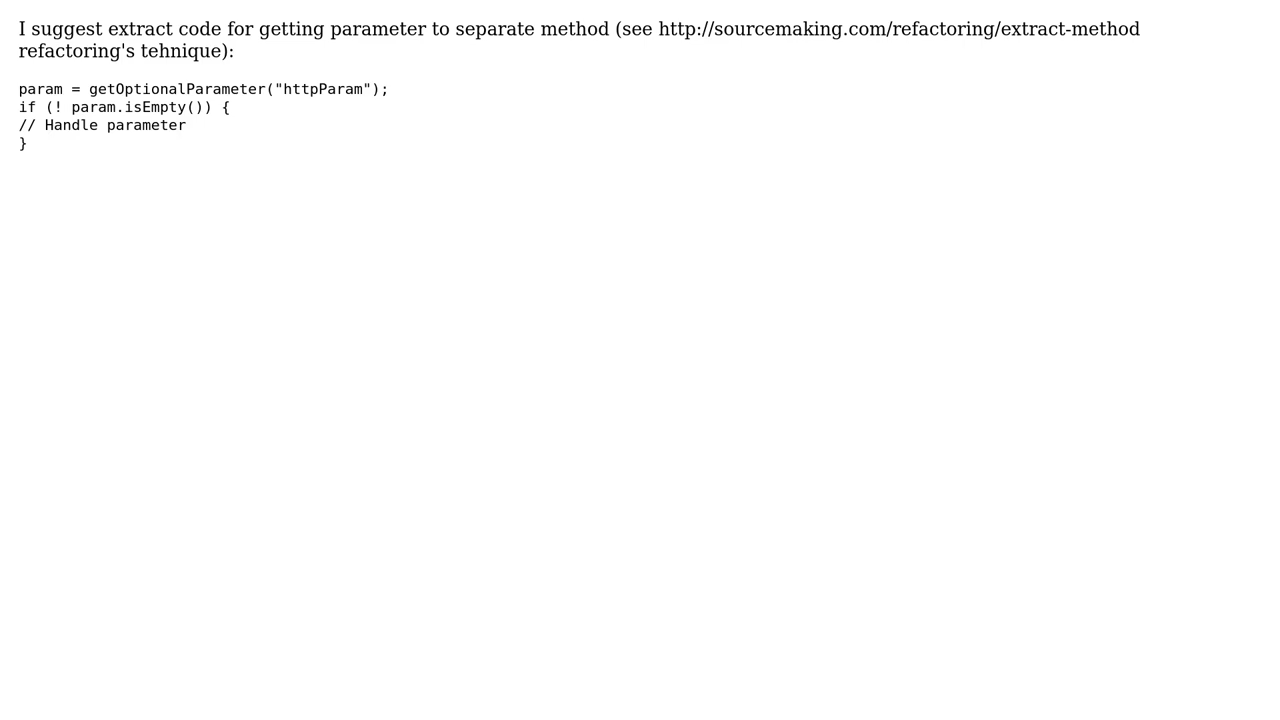 I suggest extract code for getting parameter to separate method (see http://sourcemaking.com/refactoring/extract-method
refactoring's tehnique):
param = getOptionalParameter("httpParam");
if (! param.isEmpty()) {
// Handle parameter
}